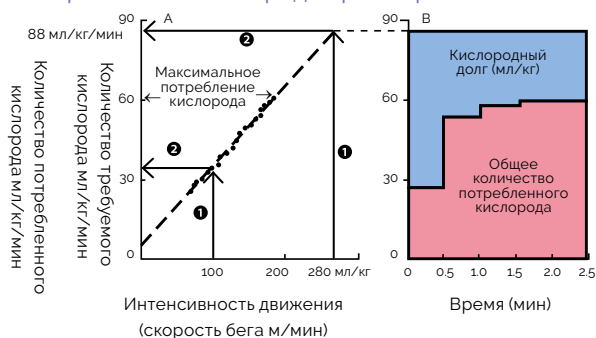 90
A
88 мл/кг/мин
Количество потребленного
кислорода мл/кг/мин
Количество требуемого
кислорода мл/кг/мин
60
30
0
Максимальное
потребление
кислорода
2
2
1
1
100
200
280 мл/кг
Интенсивность движения
(скорость бега м/мин)
90
B
60
30
0
Кислородный
долг (мл/кг)
Общее
количество
потребленного
кислорода
0
0.5
1.0
1.5
2.0
2.5
Время (мин)